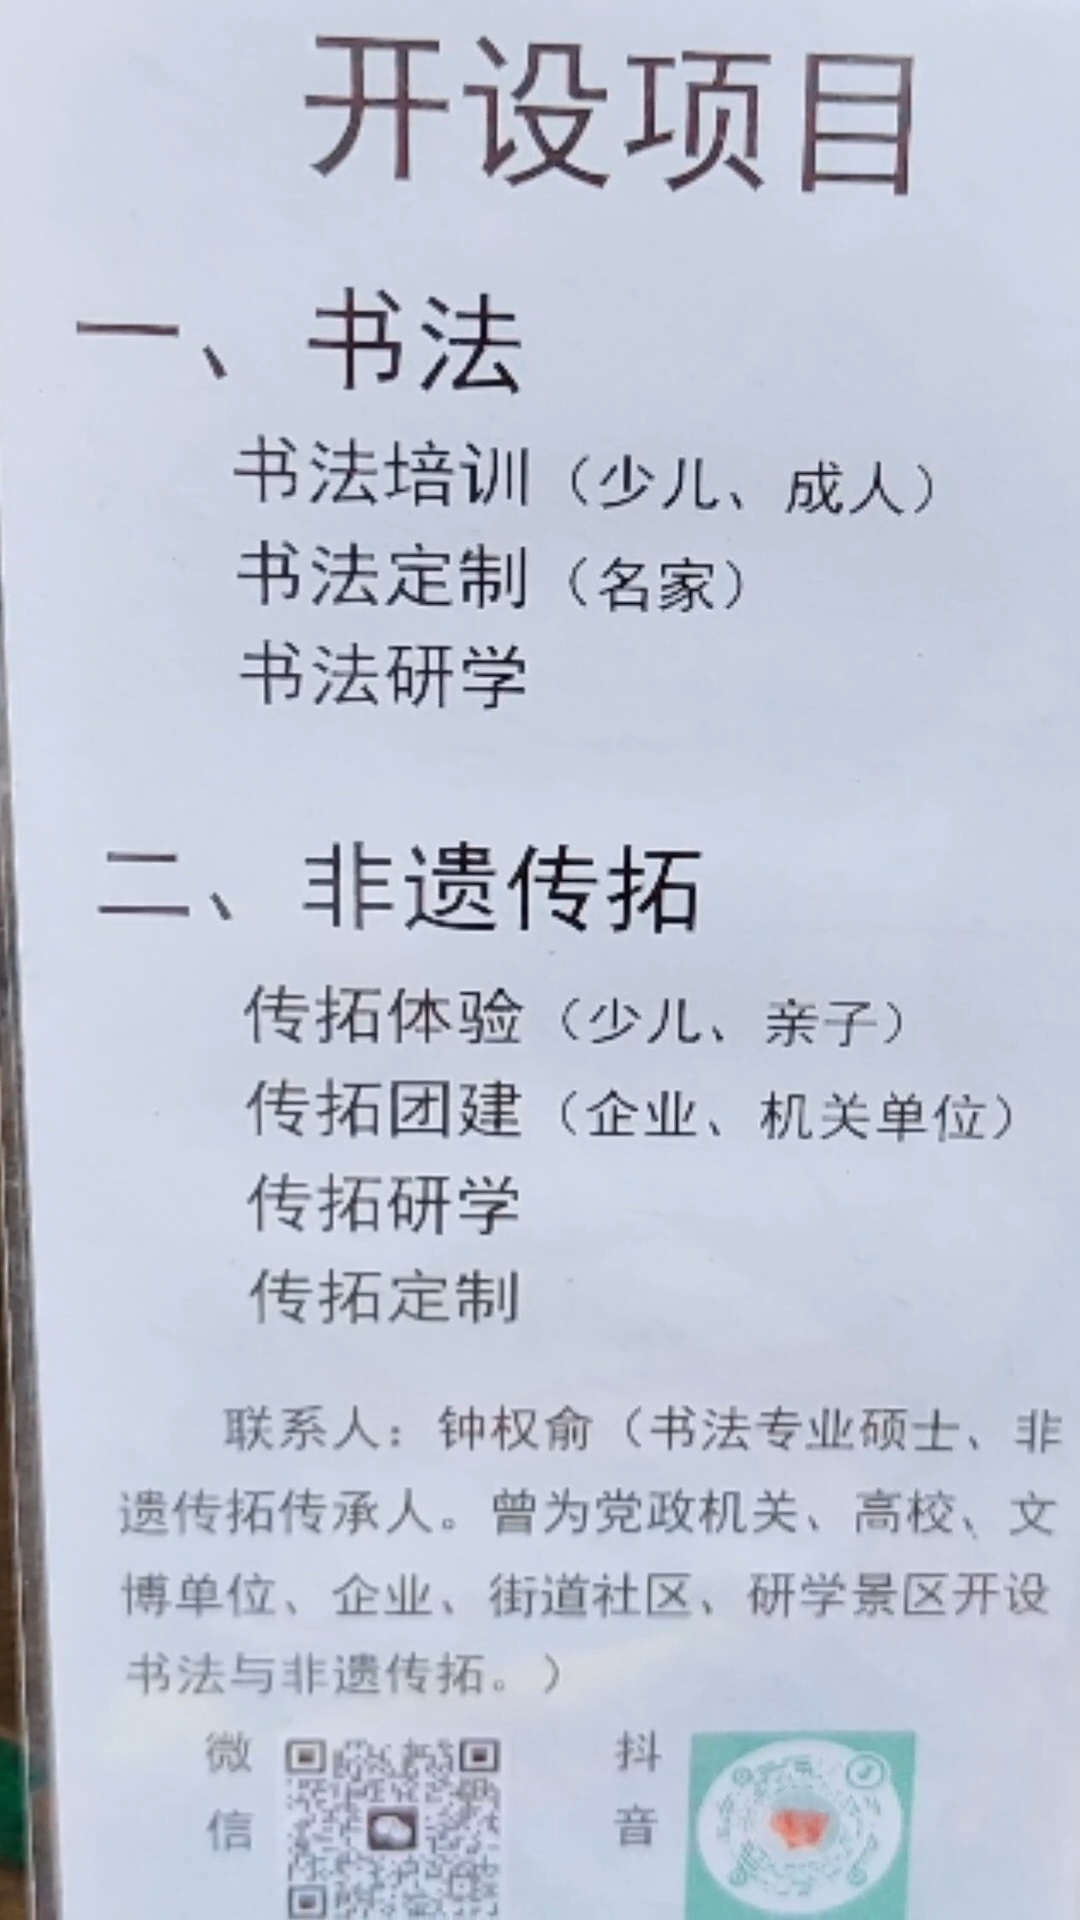 开设项目
一、书法
书法培训（少儿、成人）
书法定制（名家）
书法研学
二、非遗传拓
传拓体验（少儿、亲子）
传拓团建（企业、机关单位）
传拓研学
传拓定制
联系人：钟权俞（书法专业硕士、非
遗传拓传承人。曾为党政机关、高校、文
博单位、企业、街道社区、研学景区开设
书法与非遗传拓。）
微信
抖音